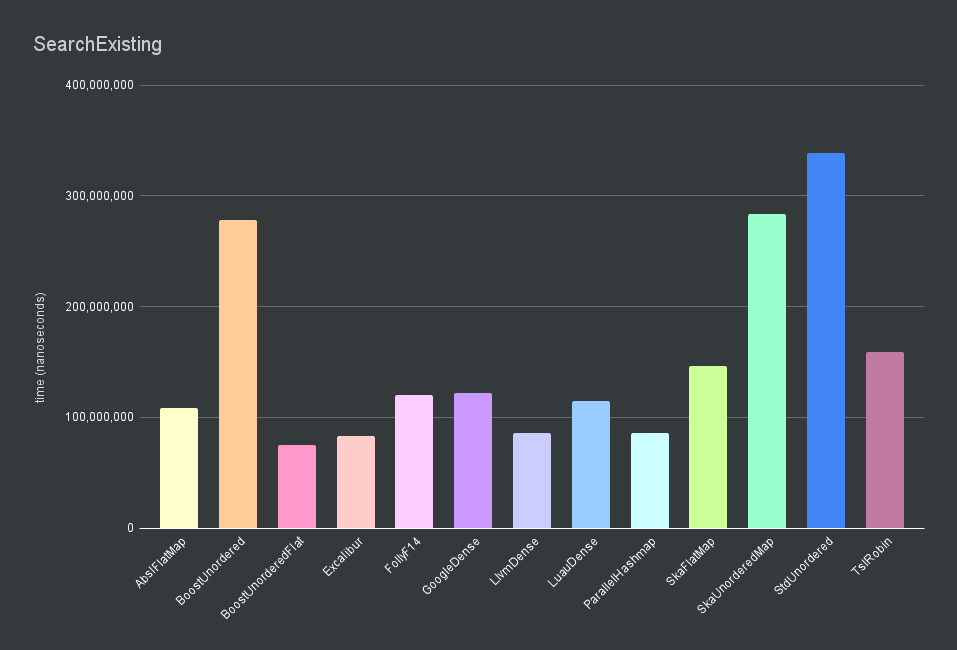 SearchExisting
400,000,000
300,000,000
200,000,000
100,000,000
0
time (nanoseconds)
AbslFlatMap
BoostUnordered
BoostUnorderedFlat
Excalibur
FollyF14
GoogleDense
LlvmDense
LuauDense
ParallelHashmap
SkaFlatMap
SkaUnorderedMap
StdUnordered
TslRobin